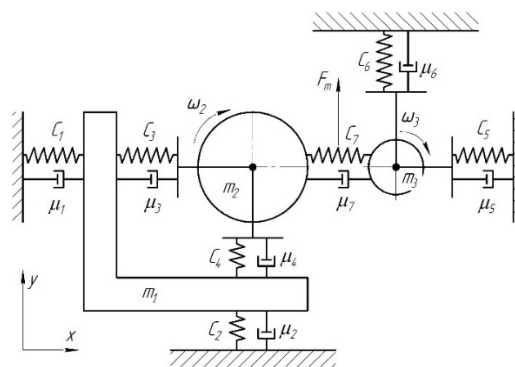 C₆
μ₆
Fₘ
ω₂
ω₃
C₁
C₃
C₇
C₅
m₂
m₃
μ₁
μ₃
μ₇
μ₅
C₄
μ₄
y
m₁
C₂
μ₂
x